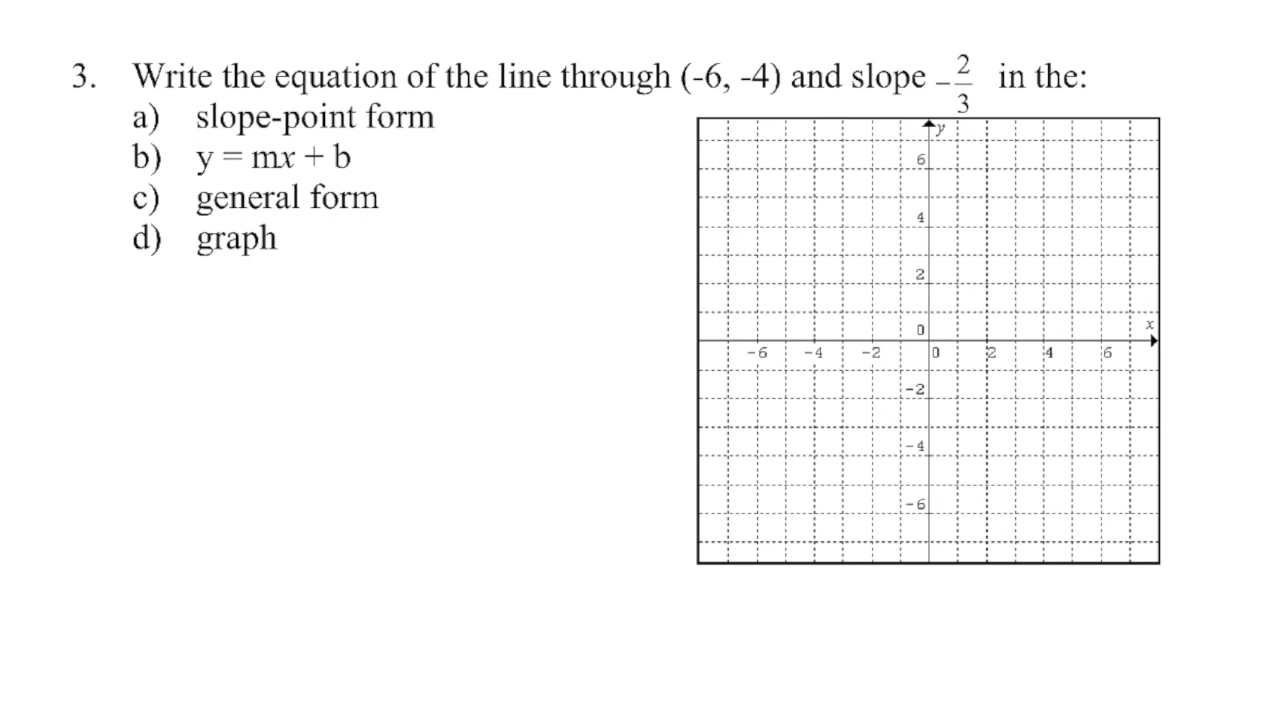 3. Write the equation of the line through (-6, -4) and slope -2/3 in the:
a) slope-point form
b) y = mx + b
c) general form
d) graph
y
6
4
2
0
x
-6 -4 -2 0 2 4 6
-2
-4
-6